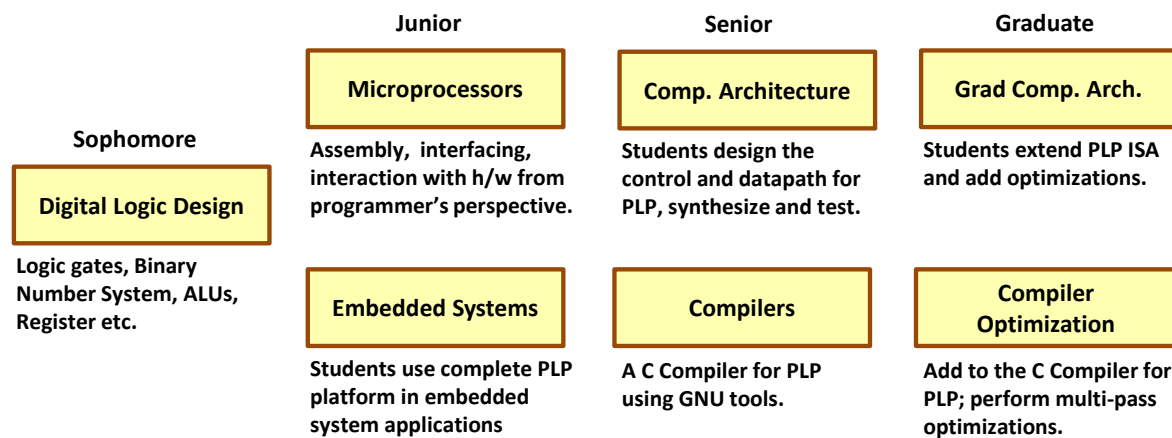 Sophomore
Digital Logic Design
Logic gates, Binary
Number System, ALUs,
Register etc.
Junior
Microprocessors
Assembly, interfacing,
interaction with h/w from
programmer’s perspective.
Embedded Systems
Students use complete PLP
platform in embedded
system applications
Senior
Comp. Architecture
Students design the
control and datapath for
PLP, synthesize and test.
Compilers
A C Compiler for PLP
using GNU tools.
Graduate
Grad Comp. Arch.
Students extend PLP ISA
and add optimizations.
Compiler
Optimization
Add to the C Compiler for
PLP; perform multi-pass
optimizations.